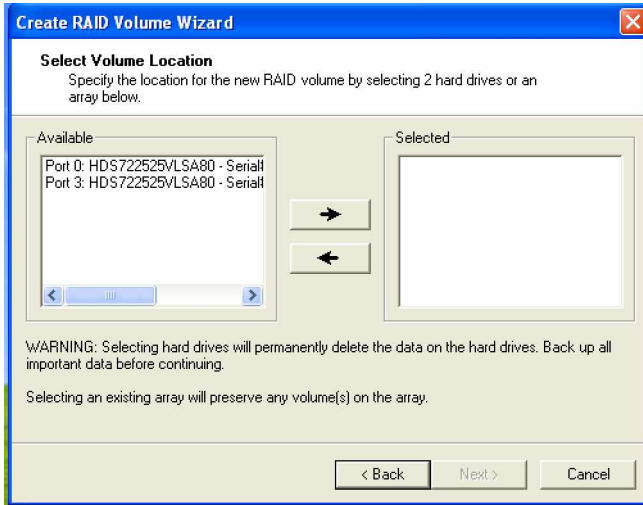 Create RAID Volume Wizard
Select Volume Location
Specify the location for the new RAID volume by selecting 2 hard drives or an
array below.
Available
Selected
Port 0: HDS722525VLSA80 - Serial#
Port 3: HDS722525VLSA80 - Serial#
WARNING: Selecting hard drives will permanently delete the data on the hard drives. Back up all
important data before continuing.
Selecting an existing array will preserve any volume(s) on the array.
< Back
Next >
Cancel